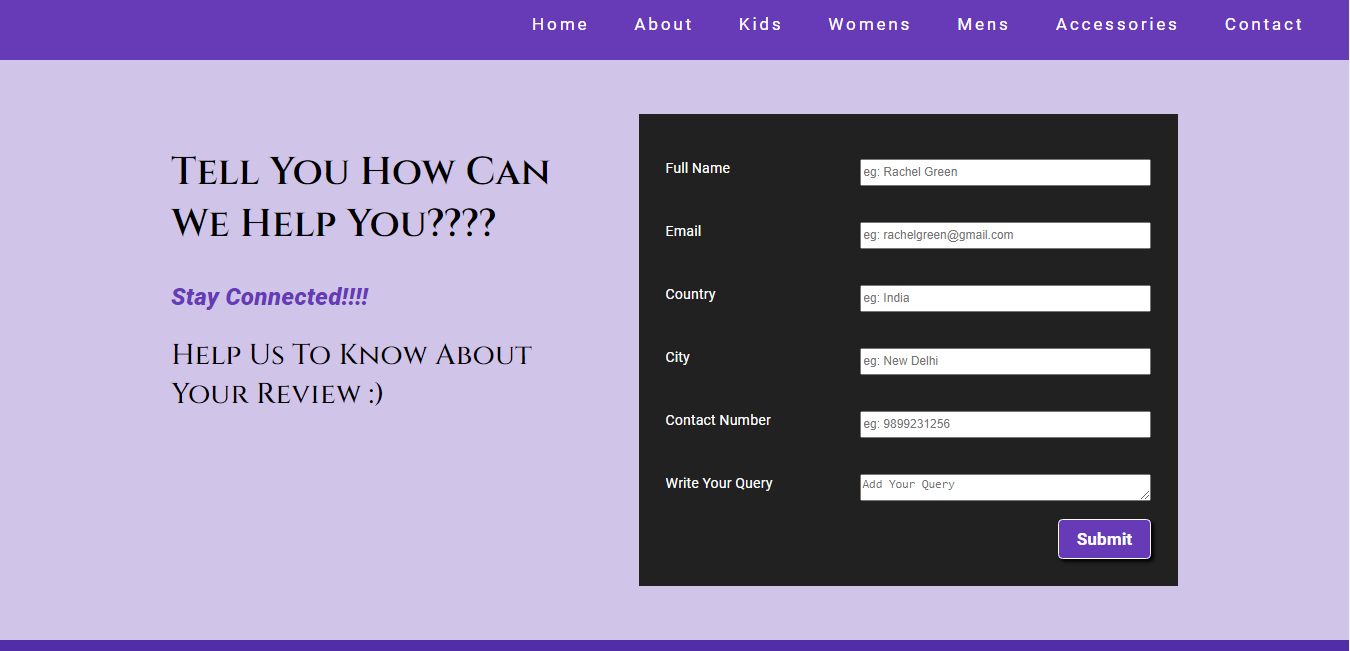 Home About Kids Womens Mens Accessories Contact
Tell You How Can
We Help You????
Stay Connected!!!!
Help Us To Know About
Your Review :)
Full Name eg: Rachel Green
Email eg: rachelgreen@gmail.com
Country eg: India
City eg: New Delhi
Contact Number eg: 9899231256
Write Your Query Add Your Query
Submit